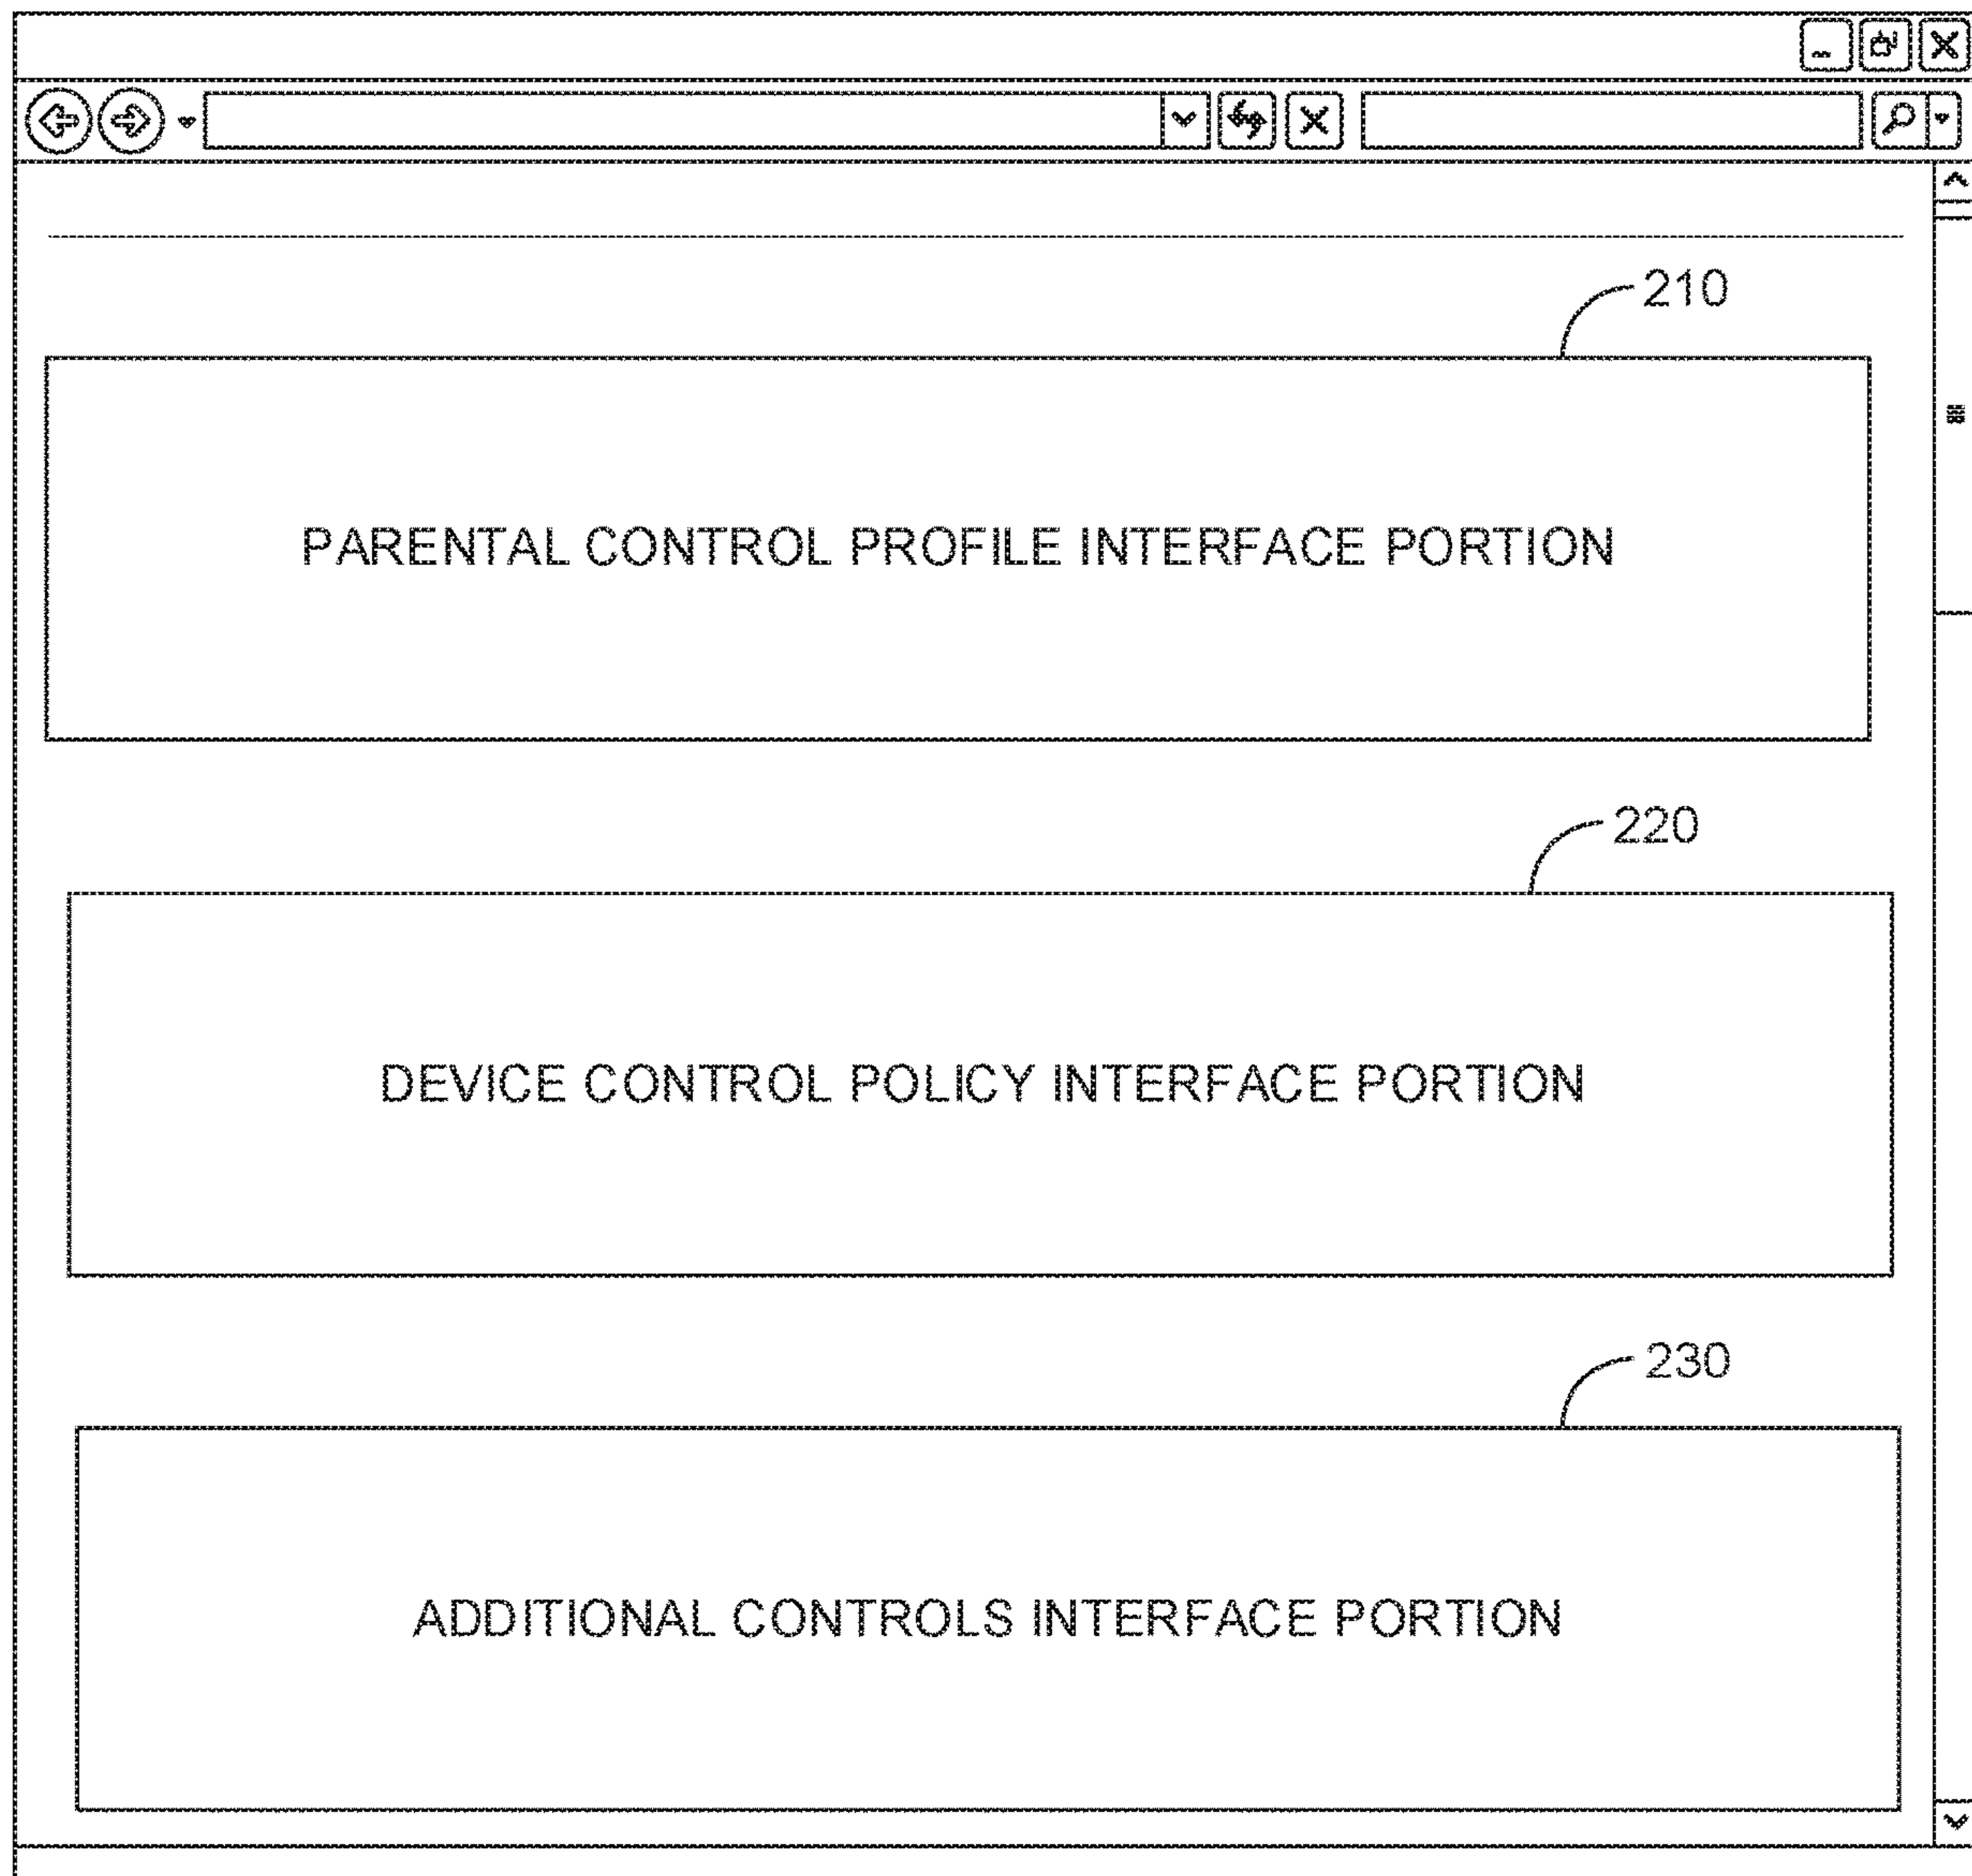 210
PARENTAL CONTROL PROFILE INTERFACE PORTION
220
DEVICE CONTROL POLICY INTERFACE PORTION
230
ADDITIONAL CONTROLS INTERFACE PORTION